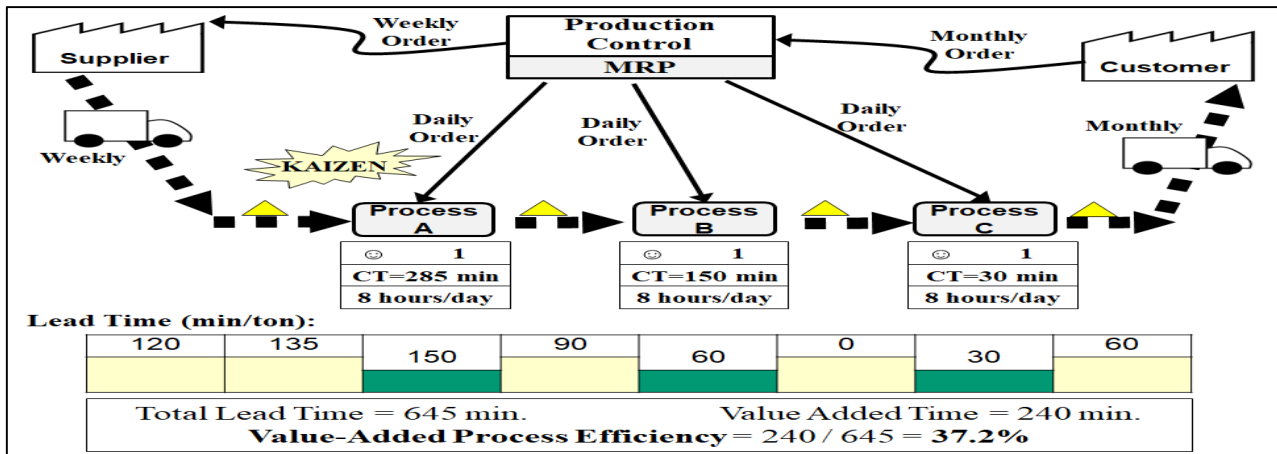 Supplier
Weekly
Order
Production
Control
MRP
Monthly
Order
Customer
Weekly
KAIZEN
Daily
Order
Daily
Order
Daily
Order
Monthly
Process
A
Process
B
Process
C
☺ 1
CT=285 min
8 hours/day
☺ 1
CT=150 min
8 hours/day
☺ 1
CT=30 min
8 hours/day
Lead Time (min/ton):
120 135 150 90 60 0 30 60
Total Lead Time = 645 min. Value Added Time = 240 min.
Value-Added Process Efficiency = 240 / 645 = 37.2%